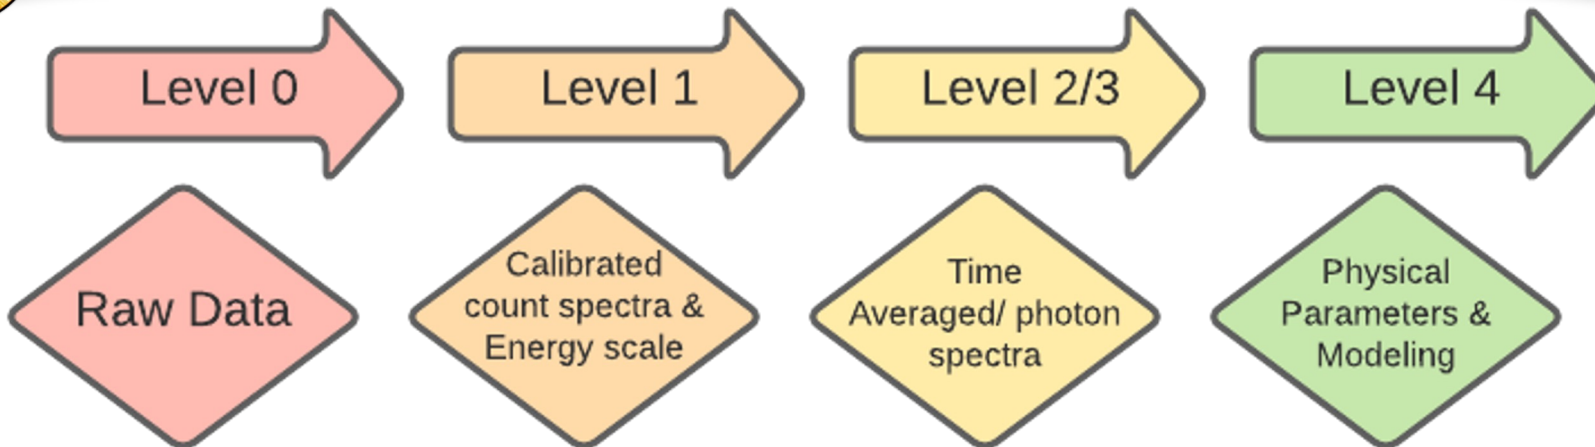 Level 0
Level 1
Level 2/3
Level 4
Raw Data
Calibrated
count spectra &
Energy scale
Time
Averaged/ photon
spectra
Physical
Parameters &
Modeling